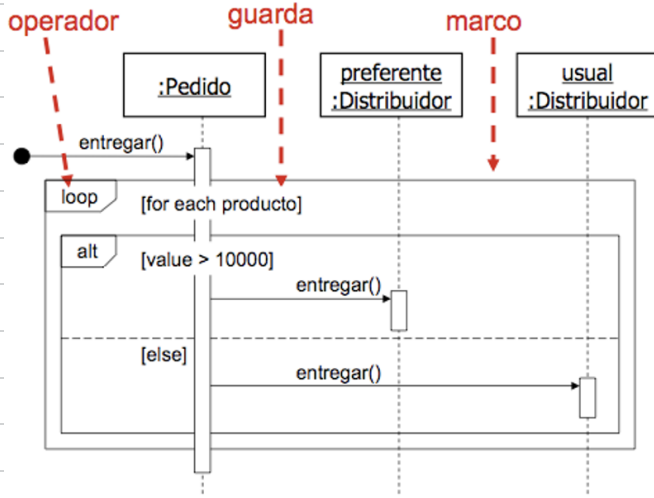 operador
guarda
marco
:Pedido
preferente
:Distribuidor
usual
:Distribuidor
entregar()
loop
[for each producto]
alt
[value > 10000]
entregar()
[else]
entregar()